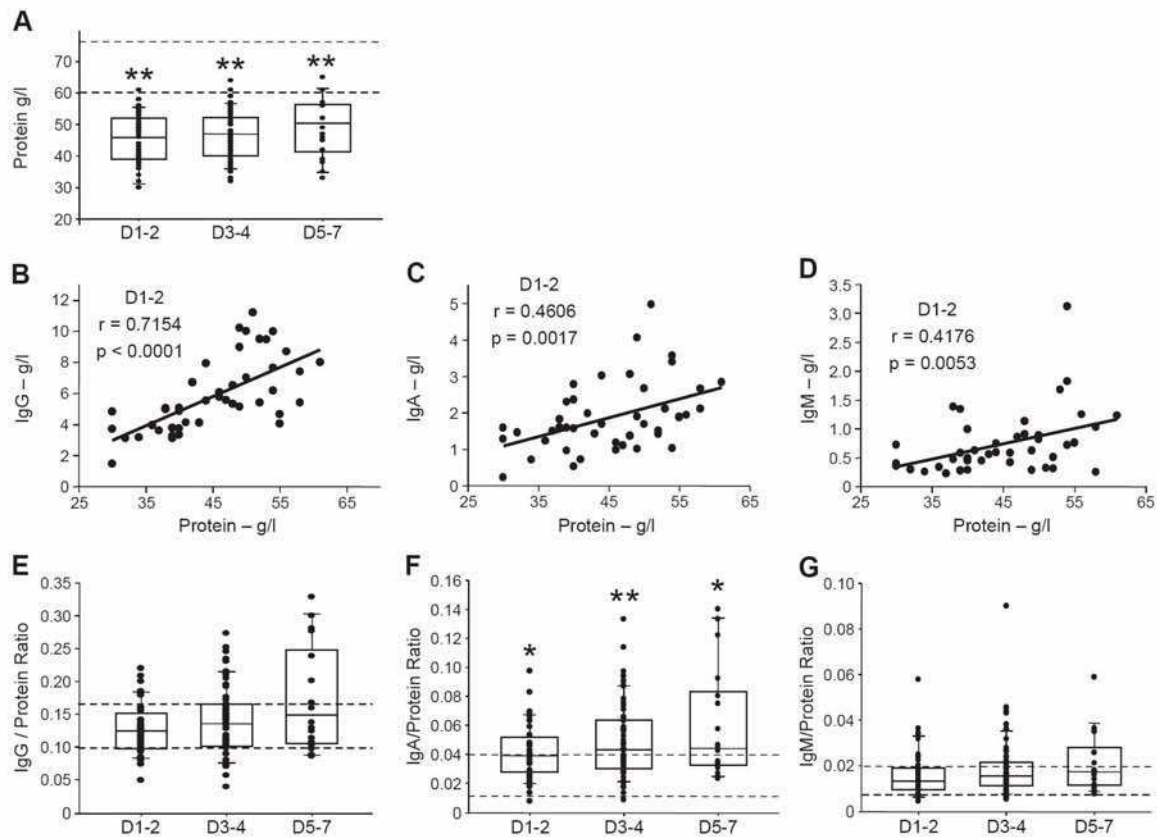 A
Protein g/l
70
60
50
40
30
20
** ** **
D1-2 D3-4 D5-7
B
IgG – g/l
12
10
8
6
4
2
0
D1-2
r = 0.7154
p < 0.0001
25 35 45 55 65
Protein – g/l
C
IgA – g/l
5
4
3
2
1
0
D1-2
r = 0.4606
p = 0.0017
25 35 45 55 65
Protein – g/l
D
IgM – g/l
3.5
3.0
2.5
2.0
1.5
1.0
0.5
0
D1-2
r = 0.4176
p = 0.0053
25 35 45 55 65
Protein – g/l
E
IgG / Protein Ratio
0.35
0.30
0.25
0.20
0.15
0.10
0.05
0
D1-2 D3-4 D5-7
F
IgA/Protein Ratio
0.16
0.14
0.12
0.10
0.08
0.06
0.04
0.02
0
* ** *
D1-2 D3-4 D5-7
G
IgM/Protein Ratio
0.10
0.08
0.06
0.04
0.02
0
D1-2 D3-4 D5-7